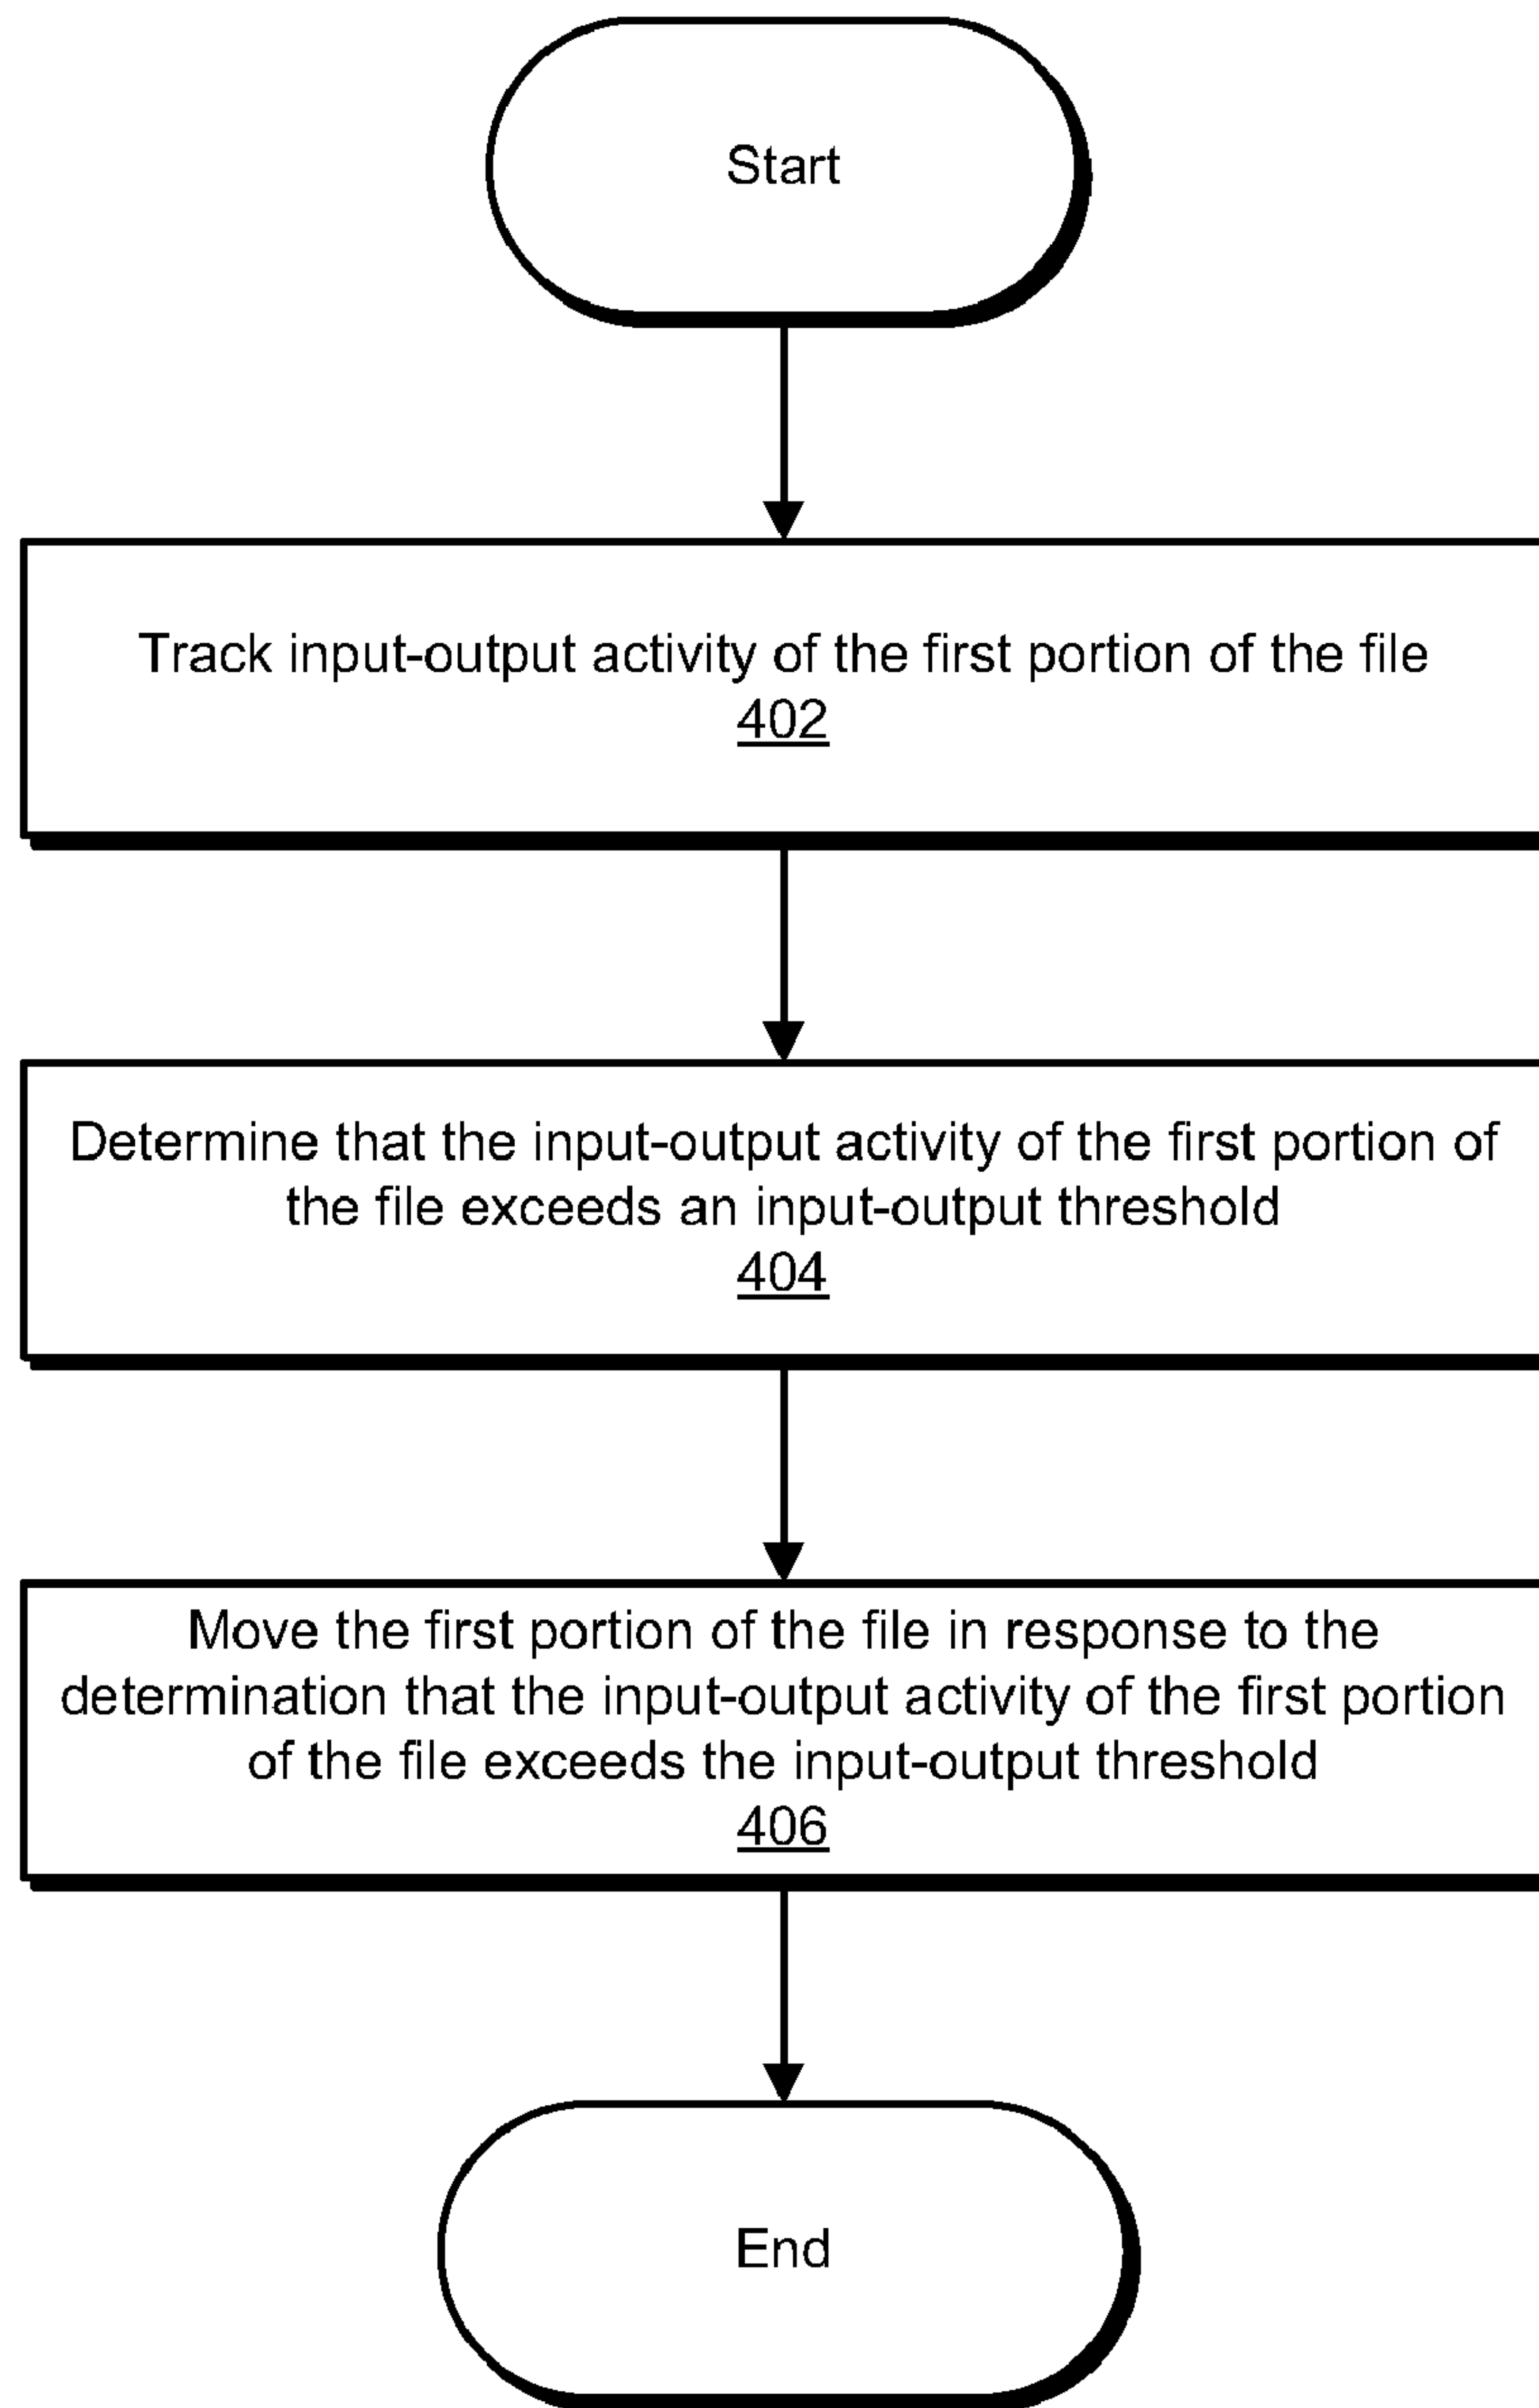 Start
Track input-output activity of the first portion of the file
402
Determine that the input-output activity of the first portion of
the file exceeds an input-output threshold
404
Move the first portion of the file in response to the
determination that the input-output activity of the first portion
of the file exceeds the input-output threshold
406
End